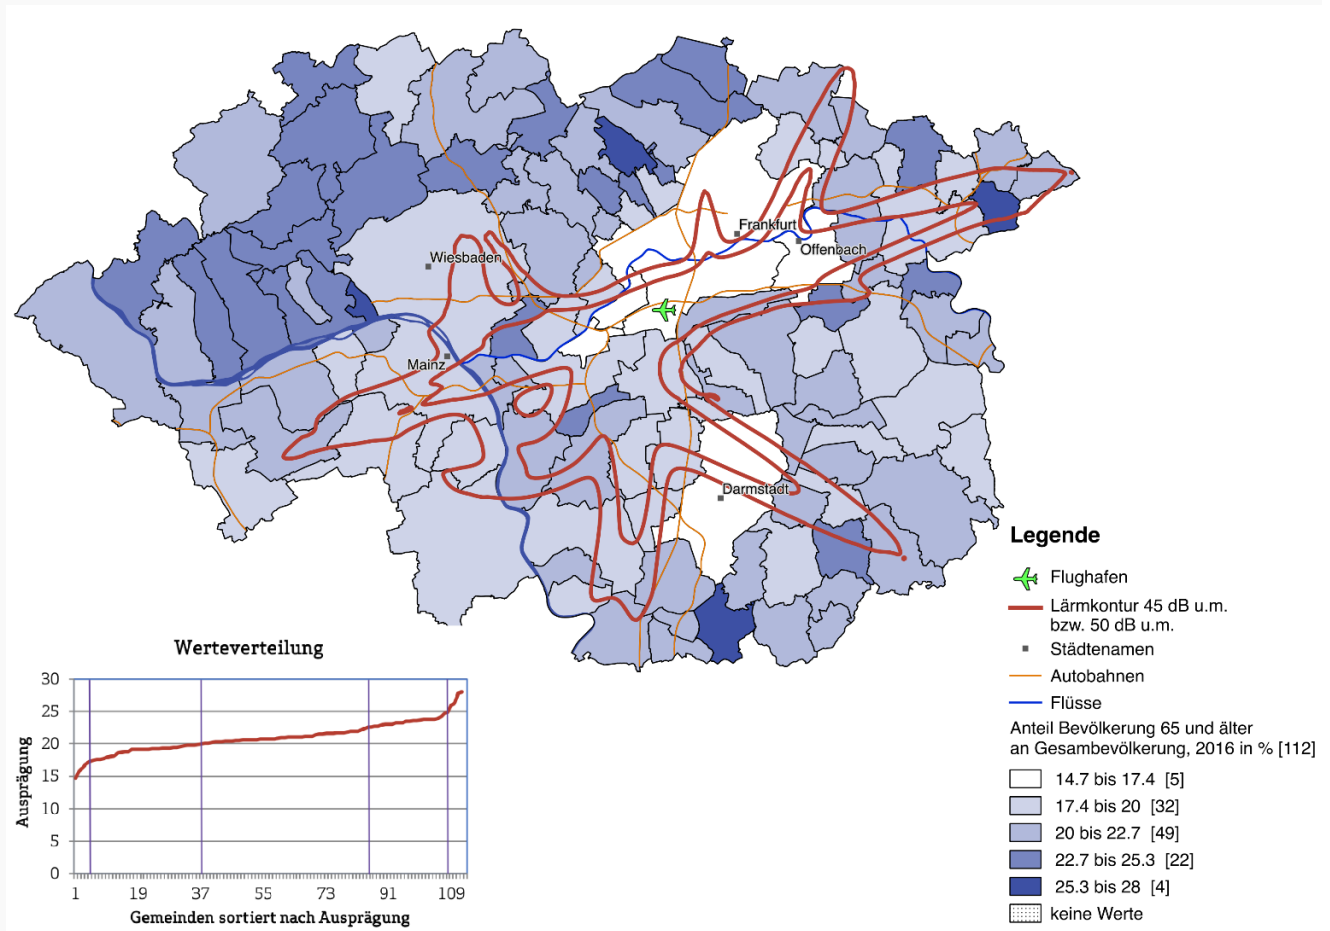 Frankfurt
Offenbach
Wiesbaden
Mainz
Darmstadt
Legende
Flughafen
Lärmkontur 45 dB u.m.
bzw. 50 dB u.m.
Städtenamen
Autobahnen
Flüsse
Anteil Bevölkerung 65 und älter
an Gesambevölkerung, 2016 in % [112]
14.7 bis 17.4 [5]
17.4 bis 20 [32]
20 bis 22.7 [49]
22.7 bis 25.3 [22]
25.3 bis 28 [4]
keine Werte
Werteverteilung
Ausprägung
30
25
20
15
10
5
0
1 19 37 55 73 91 109
Gemeinden sortiert nach Ausprägung